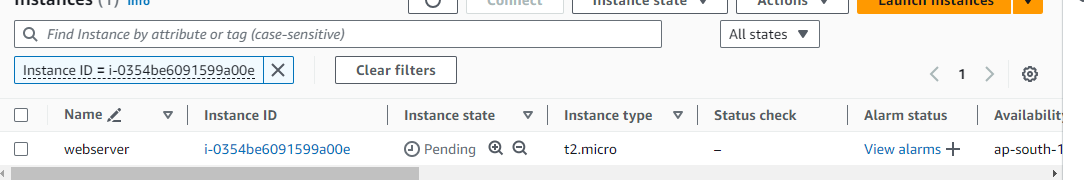 Instances (1) Info
Connect
Instance state
Actions
Launch instances
Find Instance by attribute or tag (case-sensitive)
All states
Instance ID = i-0354be6091599a00e
Clear filters
1
Name Instance ID Instance state Instance type Status check Alarm status Availability
webserver i-0354be6091599a00e Pending t2.micro – View alarms + ap-south-1